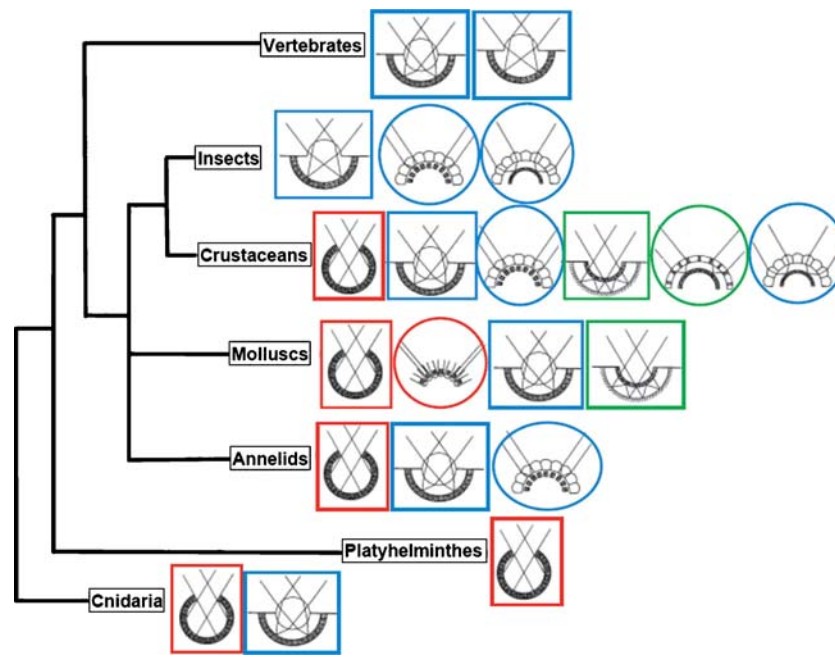 Vertebrates
Insects
Crustaceans
Molluscs
Annelids
Platyhelminthes
Cnidaria